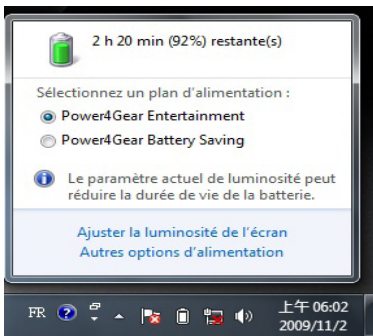 2 h 20 min (92%) restante(s)
Sélectionnez un plan d'alimentation :
Power4Gear Entertainment
Power4Gear Battery Saving
Le paramètre actuel de luminosité peut
réduire la durée de vie de la batterie.
Ajuster la luminosité de l'écran
Autres options d'alimentation
FR
上午 06:02
2009/11/2